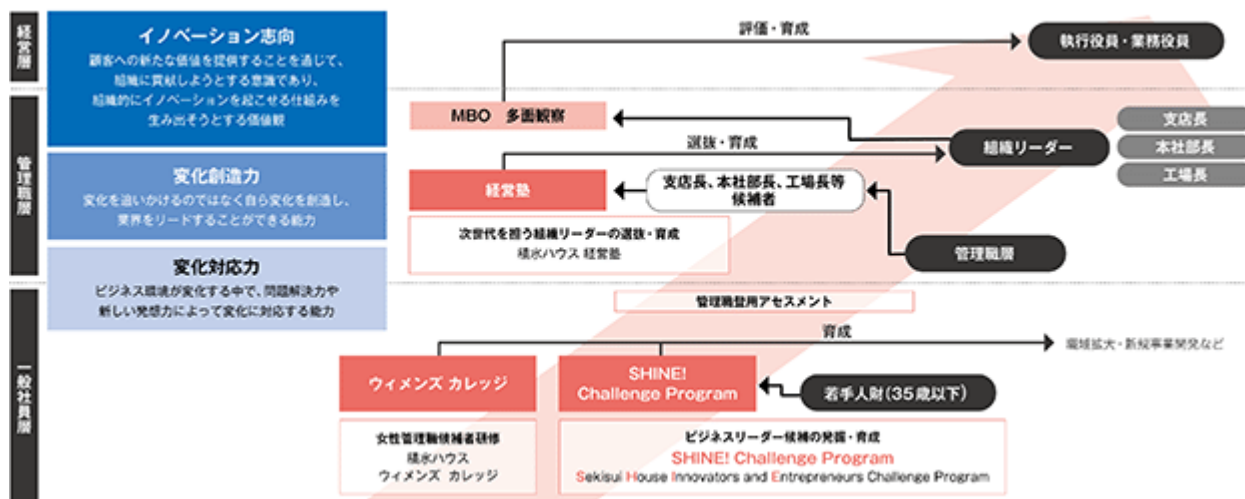 経営層
イノベーション志向
顧客への新たな価値を提供することを通じて、
組織に貢献しようとする意識であり、
組織的にイノベーションを起こせる仕組みを
生み出そうとする価値観
評価・育成
執行役員・業務役員
管理職層
MBO 多面観察
選抜・育成
組織リーダー
支店長
本社部長
工場長
変化創造力
変化を追いかけるのではなく自ら変化を創造し、
業界をリードすることができる能力
経営塾
支店長、本社部長、工場長等
候補者
次世代を担う組織リーダーの選抜・育成
積水ハウス 経営塾
管理職層
変化対応力
ビジネス環境が変化する中で、問題解決力や
新しい発想力によって変化に対応する能力
管理職登用アセスメント
一般社員層
育成
職域拡大・新規事業開発など
ウィメンズ カレッジ
SHINE!
Challenge Program
若手人財(35歳以下)
女性管理職候補者研修
積水ハウス
ウィメンズ カレッジ
ビジネスリーダー候補の発掘・育成
SHINE! Challenge Program
Sekisui House Innovators and Entrepreneurs Challenge Program